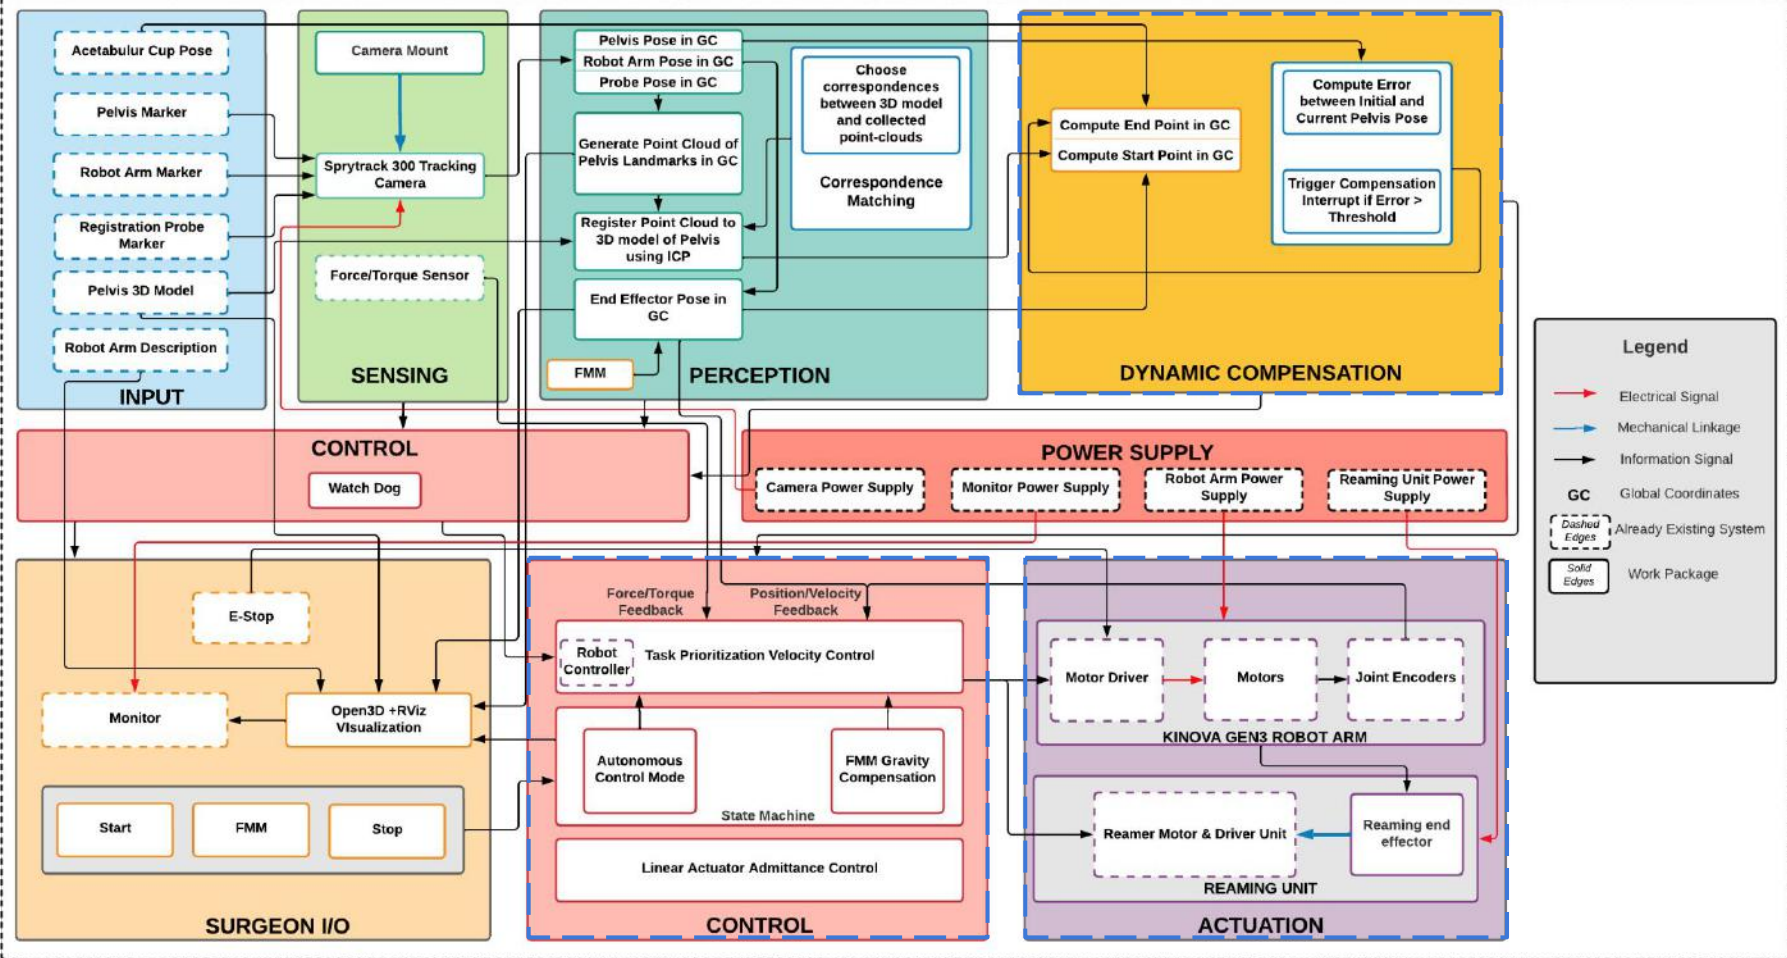 Acetabulur Cup Pose
Pelvis Marker
Robot Arm Marker
Registration Probe
Marker
Pelvis 3D Model
Robot Arm Description
INPUT
Camera Mount
Sprytrack 300 Tracking
Camera
Force/Torque Sensor
SENSING
Pelvis Pose in GC
Robot Arm Pose in GC
Probe Pose in GC
Generate Point Cloud of
Pelvis Landmarks in GC
Register Point Cloud to
3D model of Pelvis
using ICP
End Effector Pose in
GC
FMM
Choose
correspondences
between 3D model
and collected
point-clouds
Correspondence
Matching
PERCEPTION
Compute End Point in GC
Compute Start Point in GC
Compute Error
between Initial and
Current Pelvis Pose
Trigger Compensation
Interrupt if Error >
Threshold
DYNAMIC COMPENSATION
Legend
Electrical Signal
Mechanical Linkage
Information Signal
GC Global Coordinates
Dashed
Edges
Already Existing System
Solid
Edges
Work Package
CONTROL
Watch Dog
POWER SUPPLY
Camera Power Supply
Monitor Power Supply
Robot Arm Power
Supply
Reaming Unit Power
Supply
E-Stop
Monitor
Open3D +RViz
VIsualization
Start
FMM
Stop
SURGEON I/O
Force/Torque
Feedback
Position/Velocity
Feedback
Robot
Controller
Task Prioritization Velocity Control
Autonomous
Control Mode
FMM Gravity
Compensation
State Machine
Linear Actuator Admittance Control
CONTROL
Motor Driver
Motors
Joint Encoders
KINOVA GEN3 ROBOT ARM
Reamer Motor & Driver Unit
Reaming end
effector
REAMING UNIT
ACTUATION